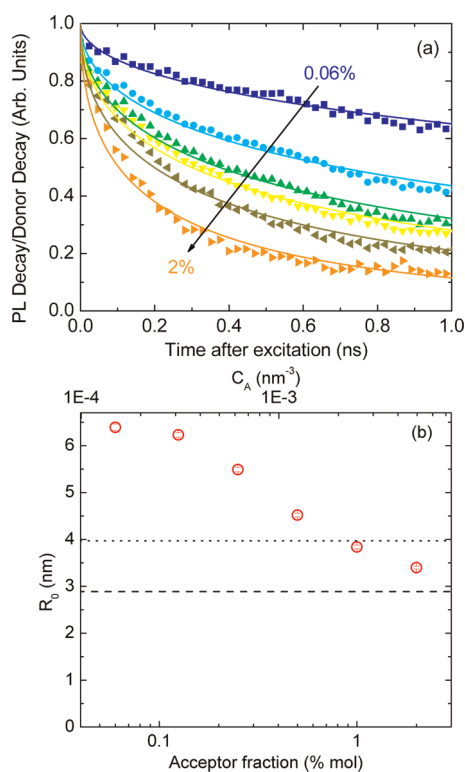 (a)
0.06%
2%
PL Decay/Donor Decay (Arb. Units)
1.0
0.8
0.6
0.4
0.2
0.0
0.0 0.2 0.4 0.6 0.8 1.0
Time after excitation (ns)
C_A (nm⁻³)
1E-4 1E-3
(b)
R₀ (nm)
7
6
5
4
3
2
1
0
0.1 1
Acceptor fraction (% mol)